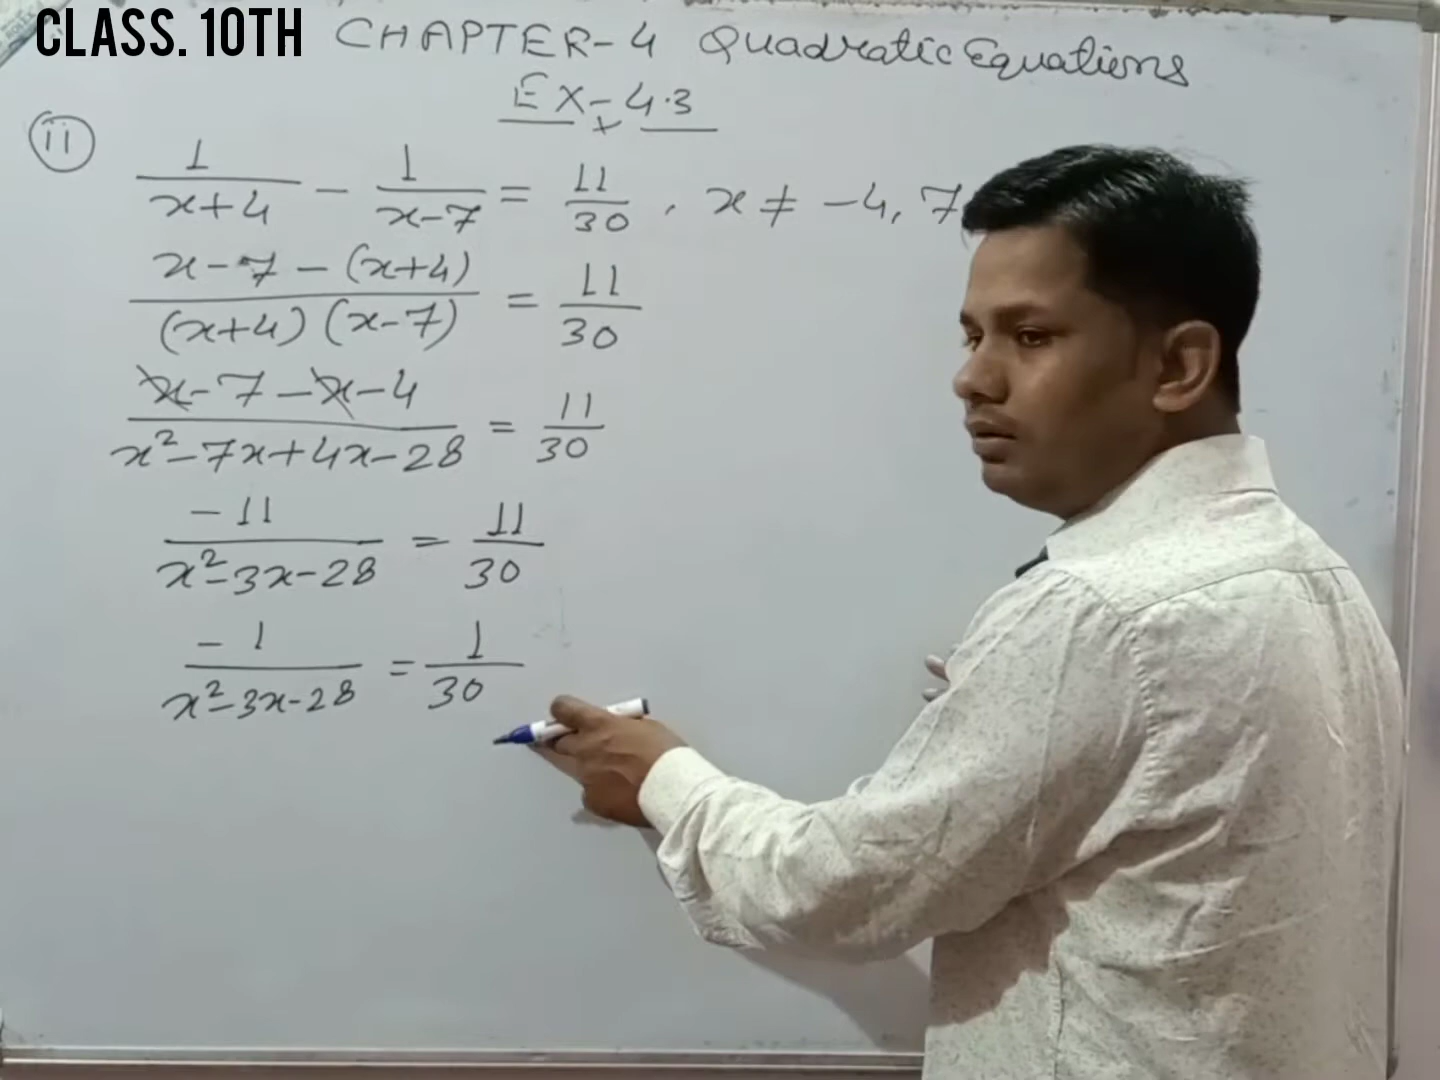 CLASS. 10TH CHAPTER-4 Quadratic Equations
EX-4.3
ii
1/(x+4) - 1/(x-7) = 11/30, x ≠ -4, 7
(x-7-(x+4))/((x+4)(x-7)) = 11/30
(x-7-x-4)/(x²-7x+4x-28) = 11/30
-11/(x²-3x-28) = 11/30
-1/(x²-3x-28) = 1/30